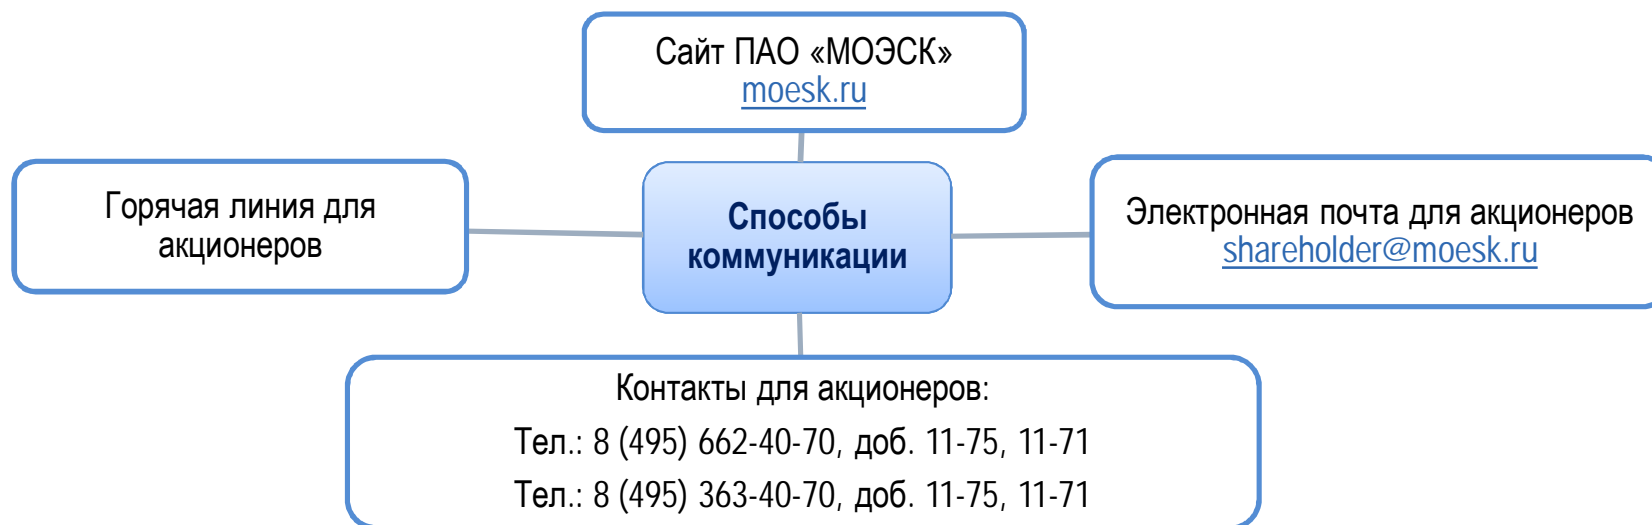 Сайт ПАО «МОЭСК»
moesk.ru
Горячая линия для
акционеров
Способы
коммуникации
Электронная почта для акционеров
shareholder@moesk.ru
Контакты для акционеров:
Тел.: 8 (495) 662-40-70, доб. 11-75, 11-71
Тел.: 8 (495) 363-40-70, доб. 11-75, 11-71